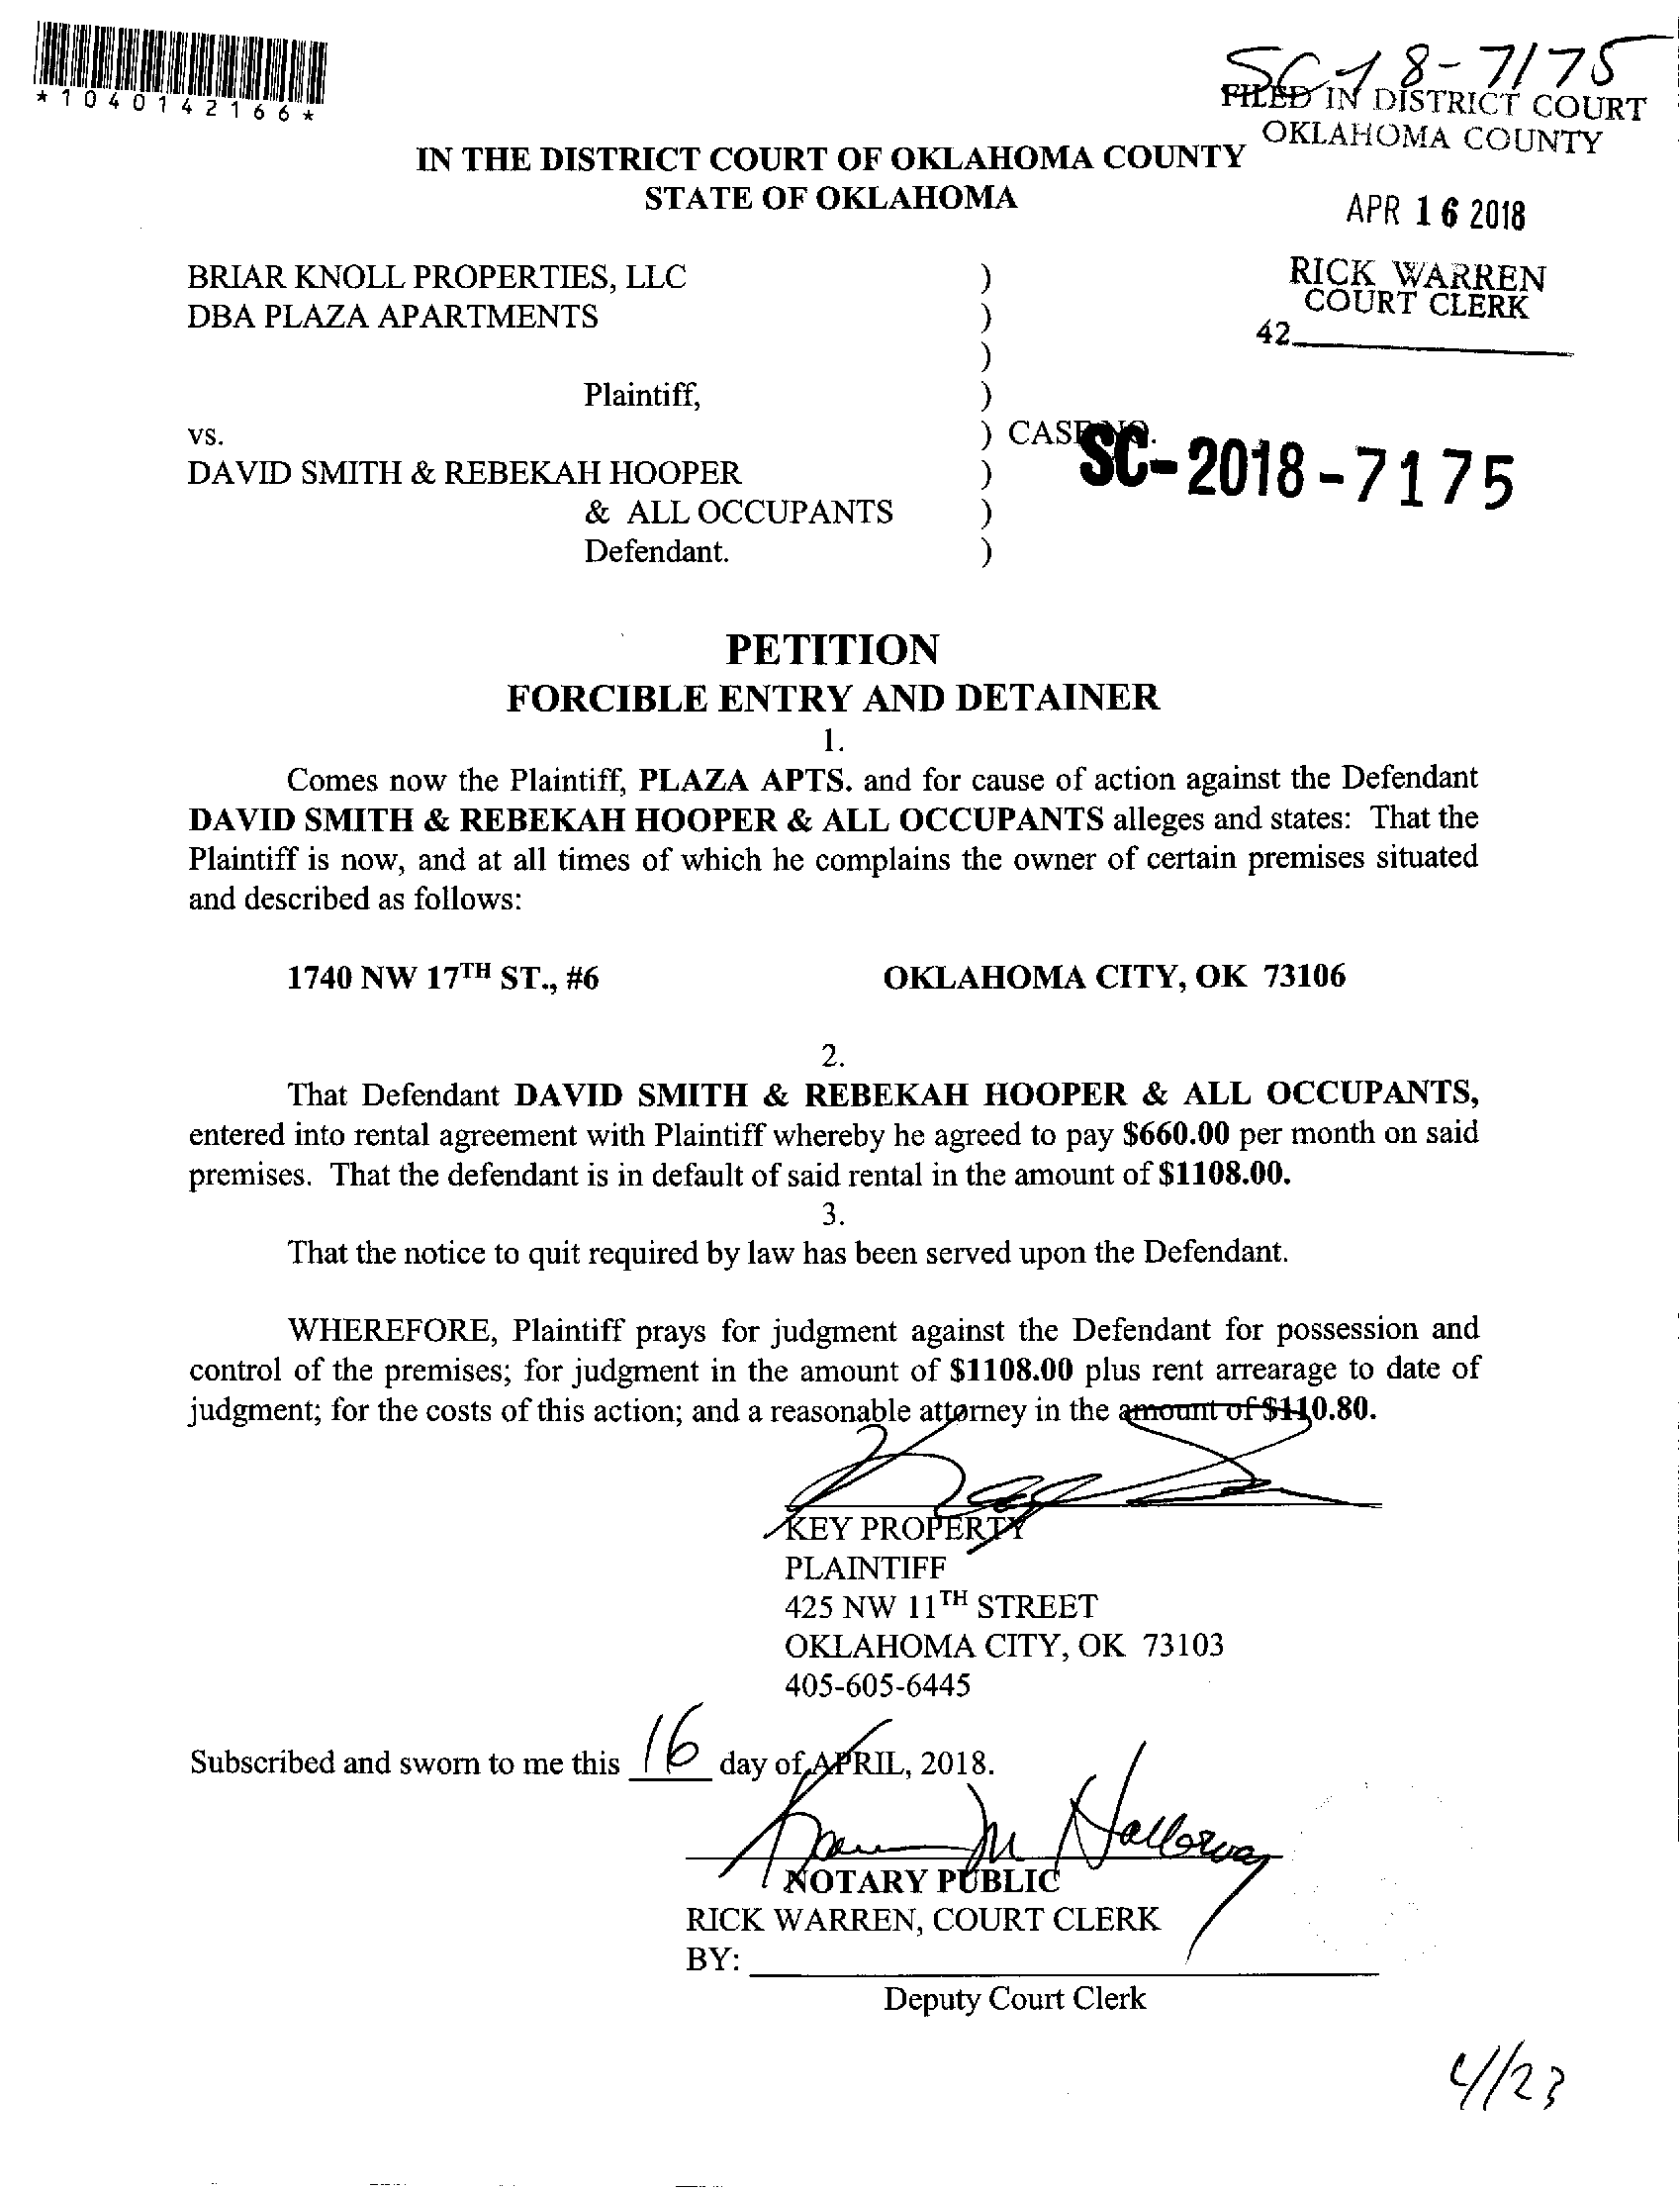 *1040142166*
SC-18-7175
FILED IN DISTRICT COURT
OKLAHOMA COUNTY
IN THE DISTRICT COURT OF OKLAHOMA COUNTY
STATE OF OKLAHOMA
APR 16 2018
RICK WARREN
COURT CLERK
42
BRIAR KNOLL PROPERTIES, LLC )
DBA PLAZA APARTMENTS )
)
Plaintiff, )
vs. ) CASE NO. SC-2018-7175
DAVID SMITH & REBEKAH HOOPER )
& ALL OCCUPANTS )
Defendant. )
PETITION
FORCIBLE ENTRY AND DETAINER
1.
Comes now the Plaintiff, PLAZA APTS. and for cause of action against the Defendant
DAVID SMITH & REBEKAH HOOPER & ALL OCCUPANTS alleges and states: That the
Plaintiff is now, and at all times of which he complains the owner of certain premises situated
and described as follows:
1740 NW 17TH ST., #6 OKLAHOMA CITY, OK 73106
2.
That Defendant DAVID SMITH & REBEKAH HOOPER & ALL OCCUPANTS,
entered into rental agreement with Plaintiff whereby he agreed to pay $660.00 per month on said
premises. That the defendant is in default of said rental in the amount of $1108.00.
3.
That the notice to quit required by law has been served upon the Defendant.
WHEREFORE, Plaintiff prays for judgment against the Defendant for possession and
control of the premises; for judgment in the amount of $1108.00 plus rent arrearage to date of
judgment; for the costs of this action; and a reasonable attorney in the amount of $110.80.
KEY PROPERTY
PLAINTIFF
425 NW 11TH STREET
OKLAHOMA CITY, OK 73103
405-605-6445
Subscribed and sworn to me this 16 day of APRIL, 2018.
M Holloway
NOTARY PUBLIC
RICK WARREN, COURT CLERK
BY:
Deputy Court Clerk
4/23